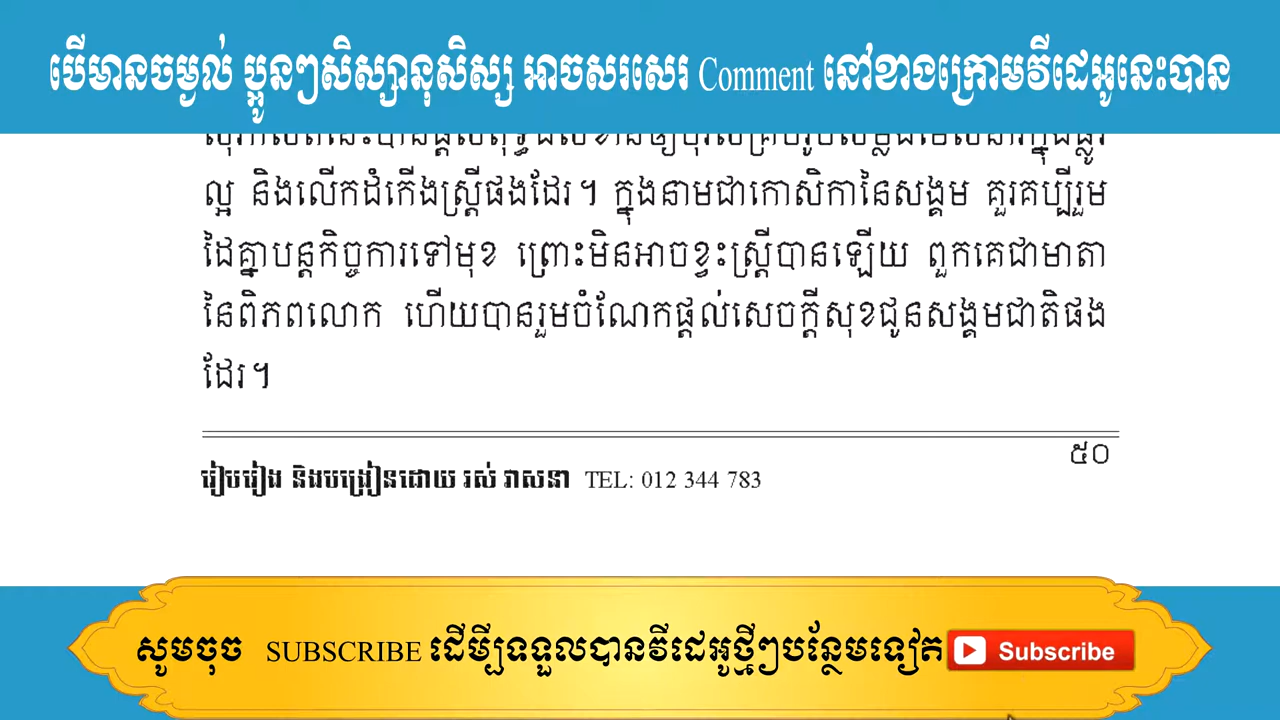 បើមានចម្ងល់ ប្អូនៗសិស្សានុសិស្ស អាចសរសេរ Comment នៅខាងក្រោមវីដេអូនេះបាន
ល្អ និងលើកដំកើងស្ត្រីផងដែរ។ ក្នុងនាមជាកោសិកានៃសង្គម គួរគប្បីរួម
ដៃគ្នាបន្តកិច្ចការទៅមុខ ព្រោះមិនអាចខ្វះស្ត្រីបានឡើយ ពួកគេជាមាតា
នៃពិភពលោក ហើយបានរួមចំណែកផ្តល់សេចក្តីសុខជូនសង្គមជាតិផង
ដែរ។
៥០
រៀបរៀង និងបង្រៀនដោយ រស់ វាសនា TEL: 012 344 783
សូមចុច SUBSCRIBE ដើម្បីទទួលបានវីដេអូថ្មីៗបន្ថែមទៀត Subscribe